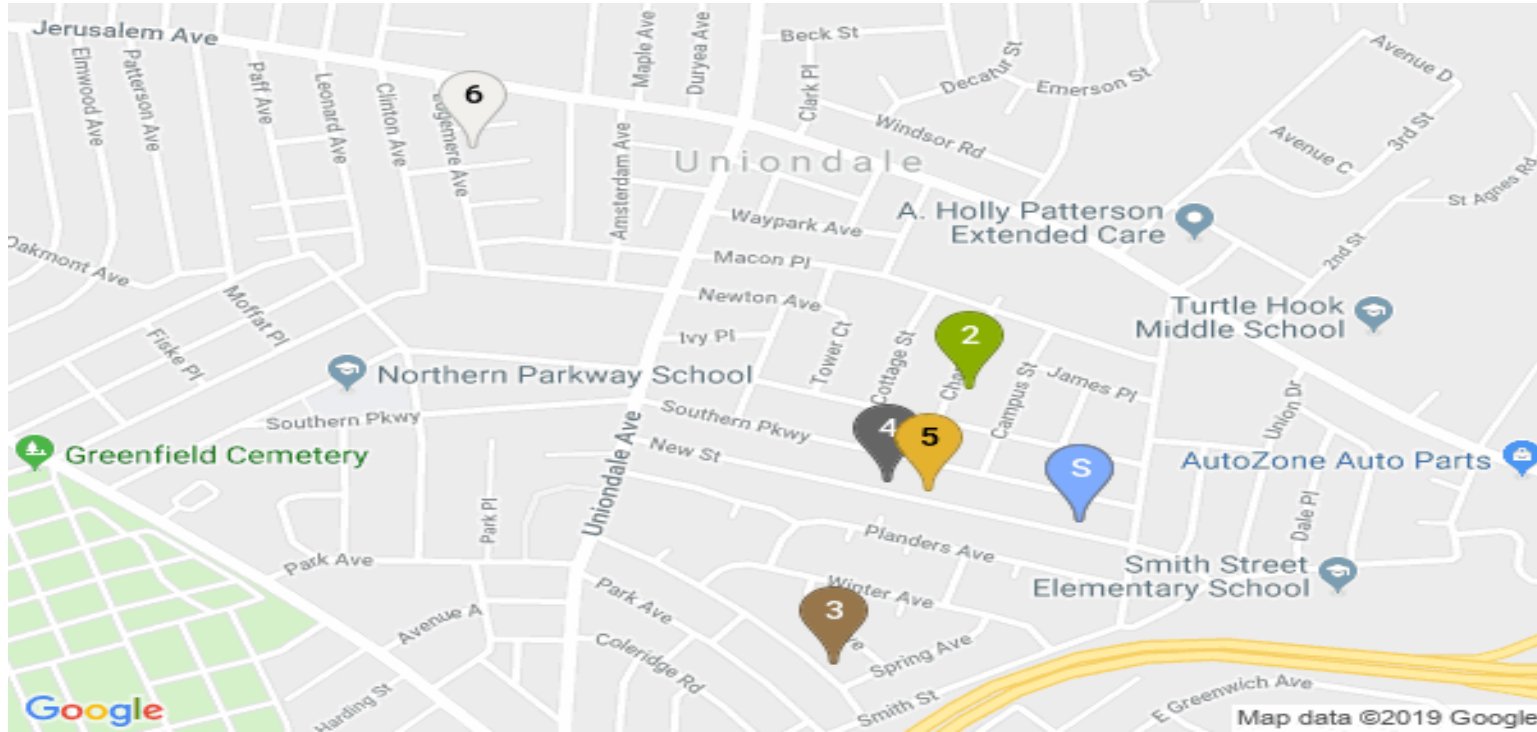 Jerusalem Ave
Elmwood Ave
Patterson Ave
Paff Ave
Leonard Ave
Clinton Ave
6
Maple Ave
Duryea Ave
Beck St
Clark Pl
Decatur St
Emerson St
Windsor Rd
Avenue D
3rd St
Avenue C
St Agnes Rd
2nd St
Uniondale
Amsterdam Ave
Waypark Ave
A. Holly Patterson
Extended Care
Macon Pl
Oakmont Ave
Moffat Pl
Fiske Pl
Newton Ave
Ivy Pl
Tower Ct
Cottage St
2
Campus St
James Pl
Turtle Hook
Middle School
Union Dr
Northern Parkway School
Southern Pkwy
Southern Pkwy
New St
Uniondale Ave
4
5
S
AutoZone Auto Parts
Greenfield Cemetery
Park Pl
Park Ave
Planders Ave
Dale Pl
Smith Street
Elementary School
Avenue A
Park Ave
Winter Ave
3
Spring Ave
Coleridge Rd
Harding St
Smith St
E Greenwich Ave
Google
Map data ©2019 Google